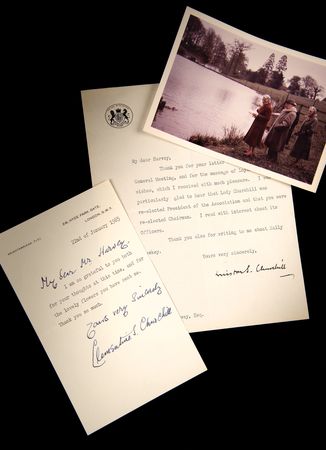 My dear Harvey,
Thank you for your letter
General Meeting, and for the message of loy
wishes, which I received with much pleasure. I
particularly glad to hear that Lady Churchill was
re-elected President of the Association and that you were
re-elected Chairman. I read with interest about its
Officers.
Thank you also for writing to me about Sally
Yours very sincerely,
Winston S. Churchill
vey, Esq.
HYDE PARK GATE,
LONDON, S.W.7.
22nd of January 1965
My dear Mr. Harvey
I am so grateful to you both
for your thoughts at this time, and for
the lovely flowers you have sent me.
Thank you so much.
Yours very sincerely
Clementine S. Churchill